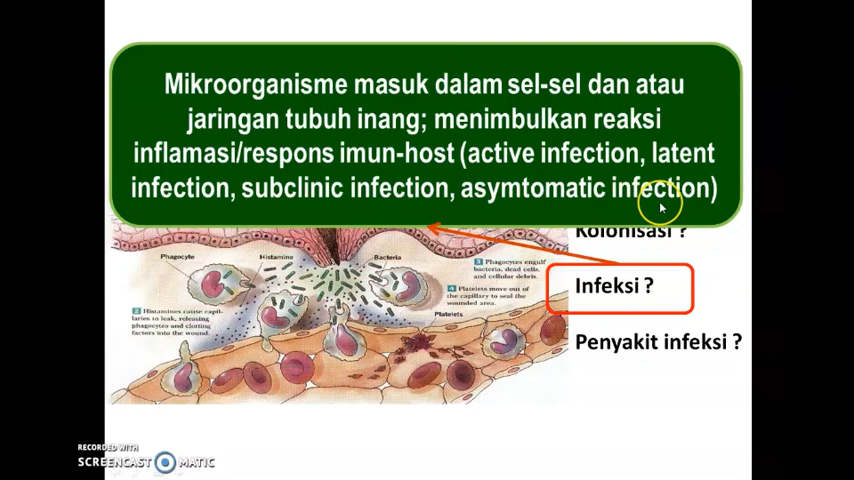 Mikroorganisme masuk dalam sel-sel dan atau
jaringan tubuh inang; menimbulkan reaksi
inflamasi/respons imun-host (active infection, latent
infection, subclinic infection, asymtomatic infection)
Kolonisasi ?
Infeksi ?
Penyakit infeksi ?
Phagocyte
Histamine
Bacteria
3 Phagocytes engulf
bacteria, dead cells,
and cellular debris.
4 Platelets move out of
the capillary to seal the
wounded area.
Platelets
2 Histamines cause capil-
laries to leak, releasing
phagocytes and clotting
factors into the wound.
RECORDED WITH
SCREENCAST MATIC